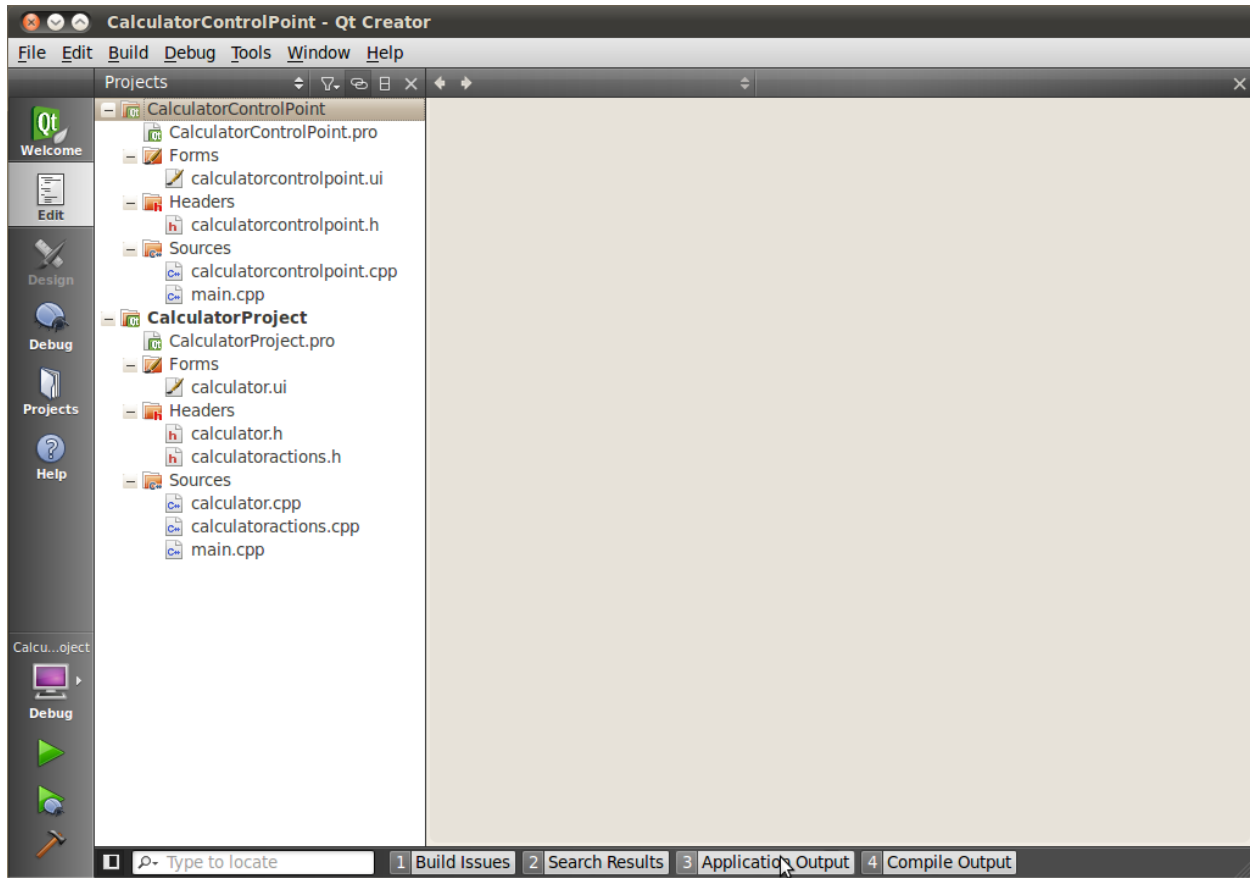 CalculatorControlPoint - Qt Creator
File Edit Build Debug Tools Window Help
Projects
Qt
Welcome
Edit
Design
Debug
Projects
Help
CalculatorControlPoint
CalculatorControlPoint.pro
Forms
calculatorcontrolpoint.ui
Headers
calculatorcontrolpoint.h
Sources
calculatorcontrolpoint.cpp
main.cpp
CalculatorProject
CalculatorProject.pro
Forms
calculator.ui
Headers
calculator.h
calculatoractions.h
Sources
calculator.cpp
calculatoractions.cpp
main.cpp
Calcu...oject
Debug
Type to locate
1 Build Issues 2 Search Results 3 Application Output 4 Compile Output